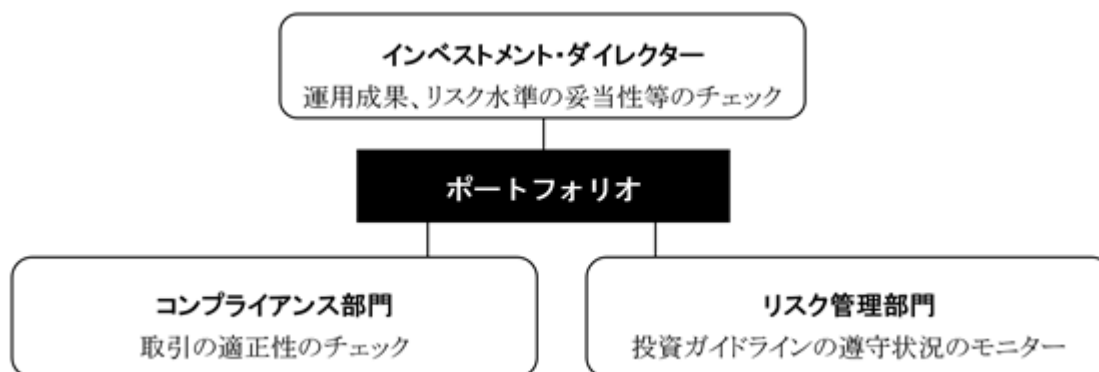 インベストメント・ダイレクター
運用成果、リスク水準の妥当性等のチェック
ポートフォリオ
コンプライアンス部門
取引の適正性のチェック
リスク管理部門
投資ガイドラインの遵守状況のモニター